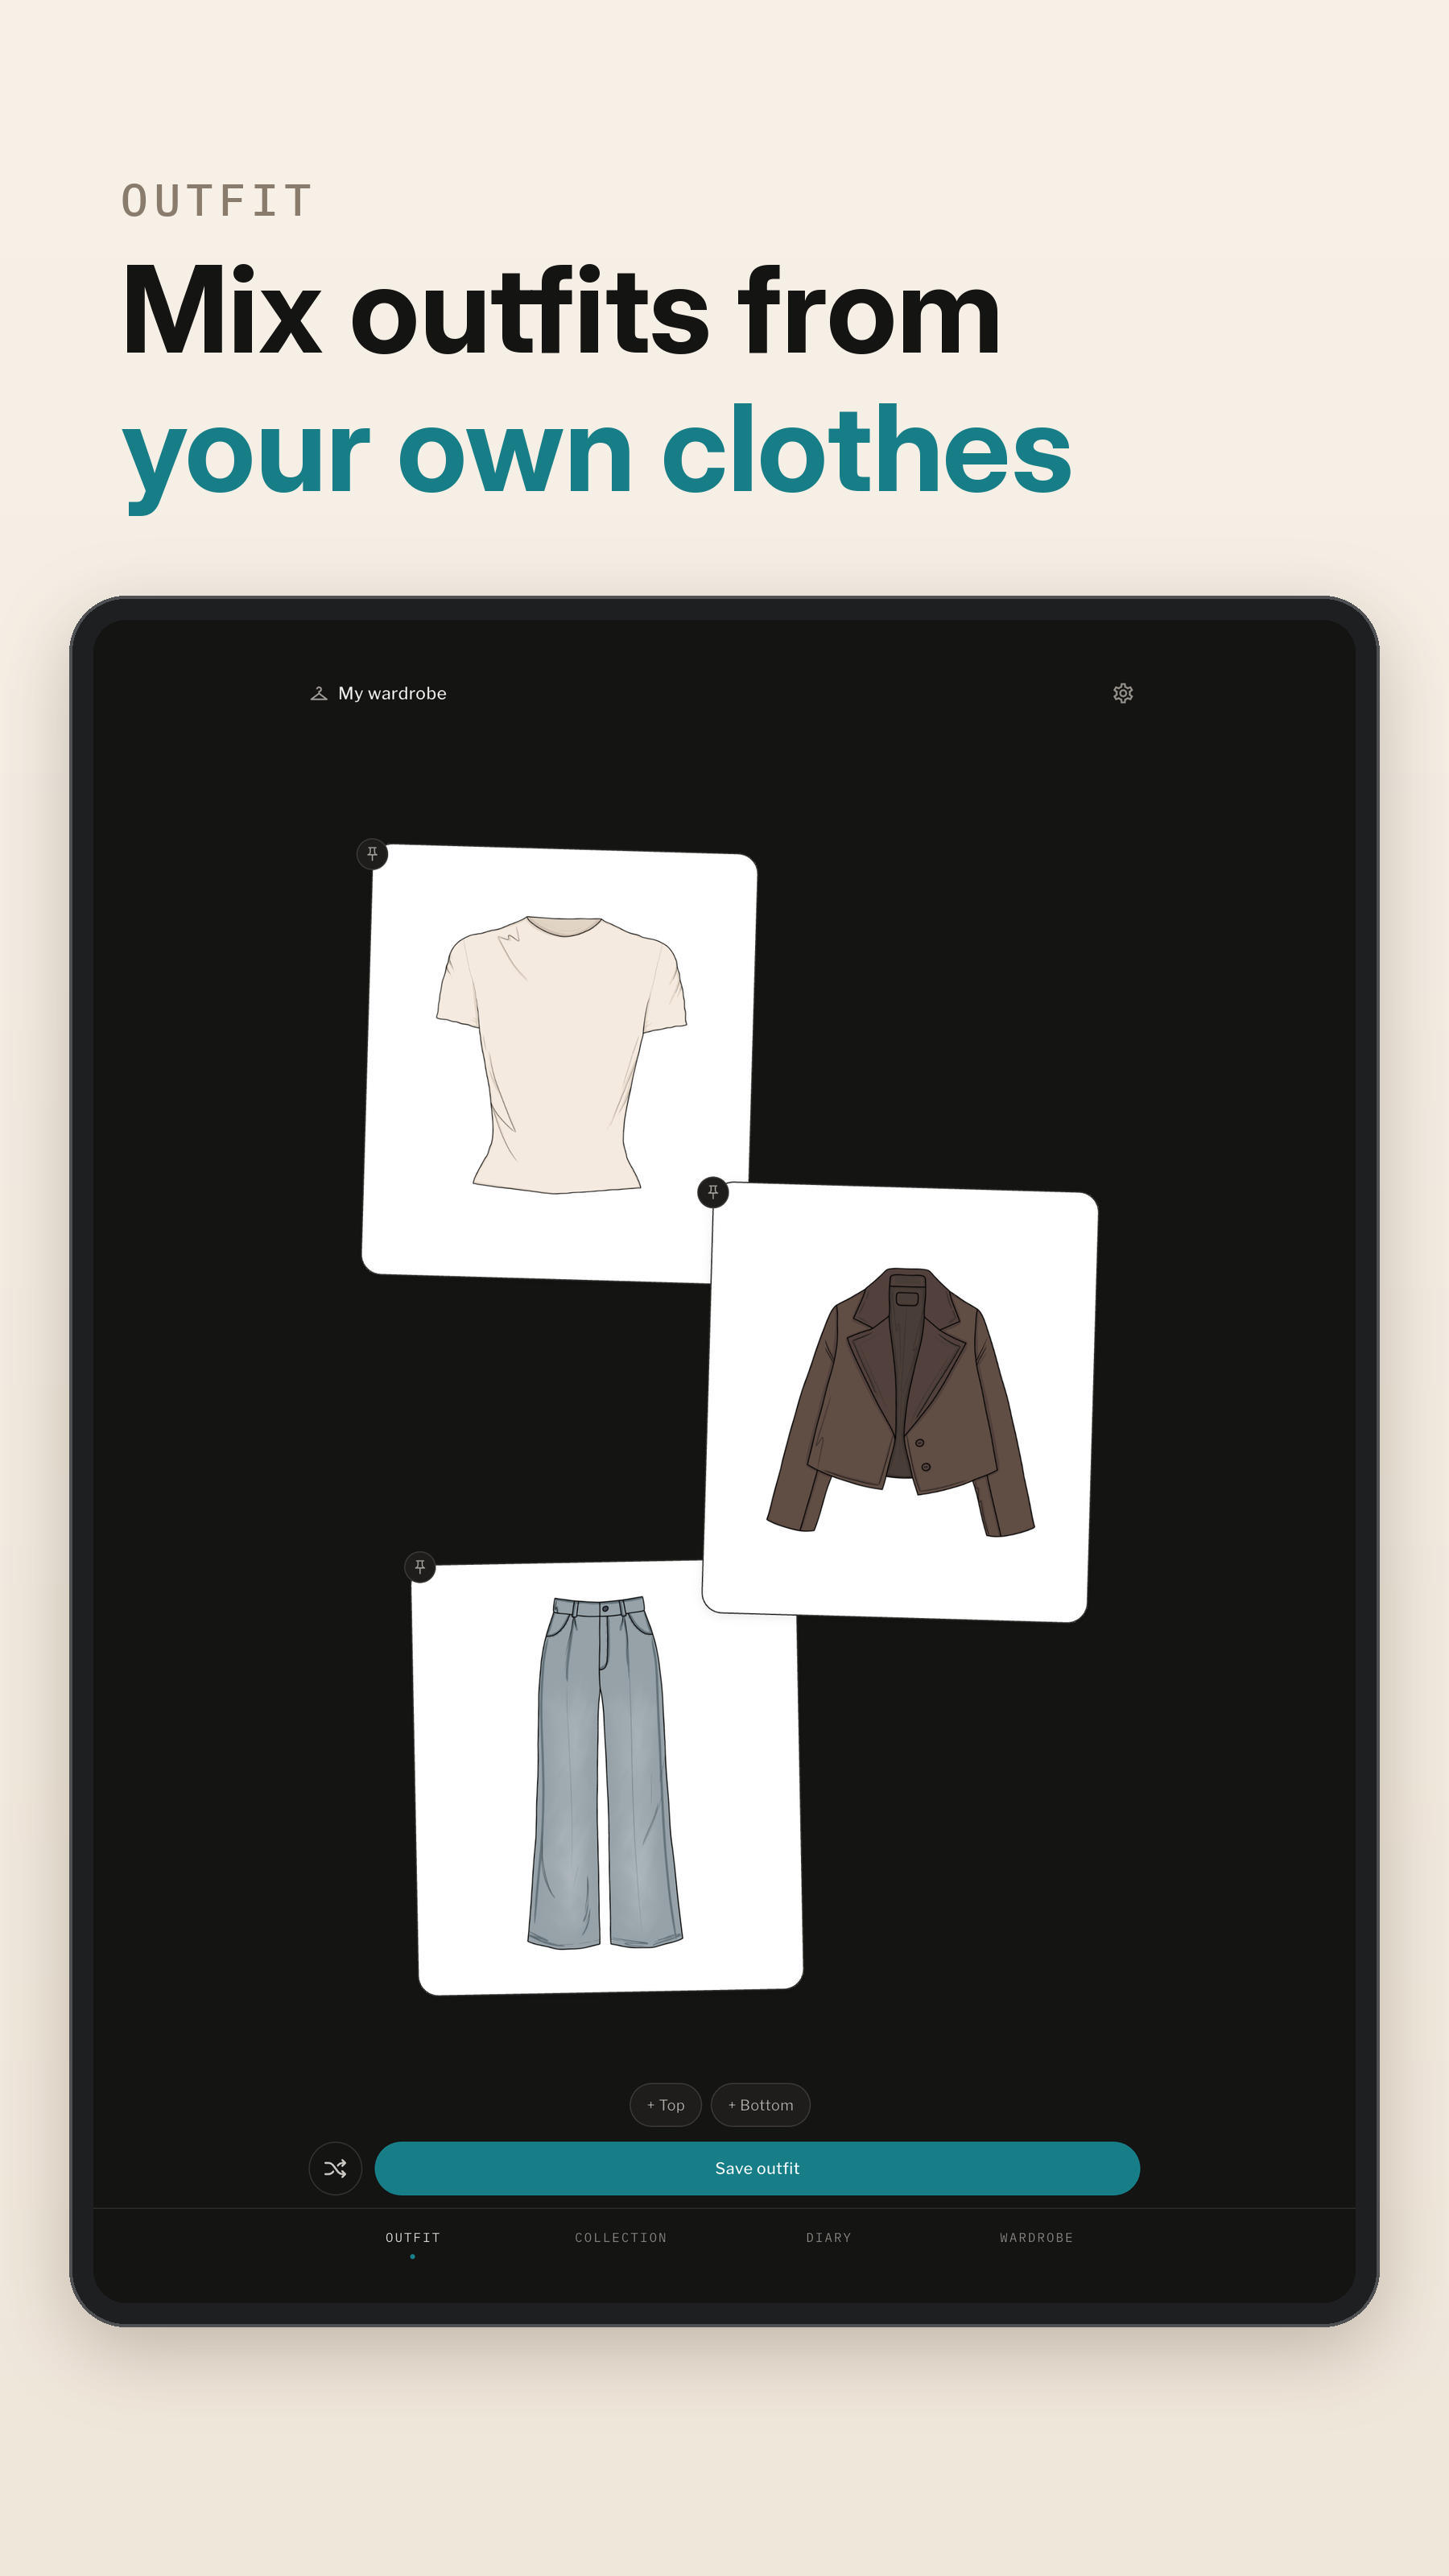 OUTFIT
Mix outfits from
your own clothes
My wardrobe
+ Top
+ Bottom
Save outfit
OUTFIT
COLLECTION
DIARY
WARDROBE